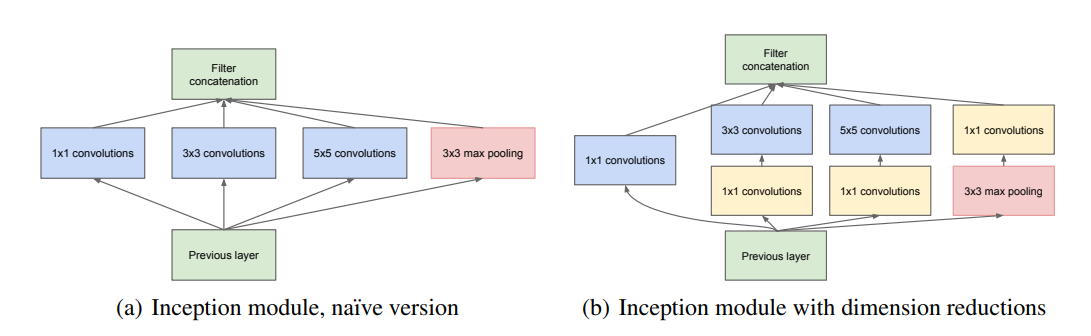 Filter
concatenation
1x1 convolutions
3x3 convolutions
5x5 convolutions
3x3 max pooling
Previous layer
(a) Inception module, naïve version
Filter
concatenation
1x1 convolutions
3x3 convolutions
5x5 convolutions
1x1 convolutions
1x1 convolutions
1x1 convolutions
3x3 max pooling
Previous layer
(b) Inception module with dimension reductions